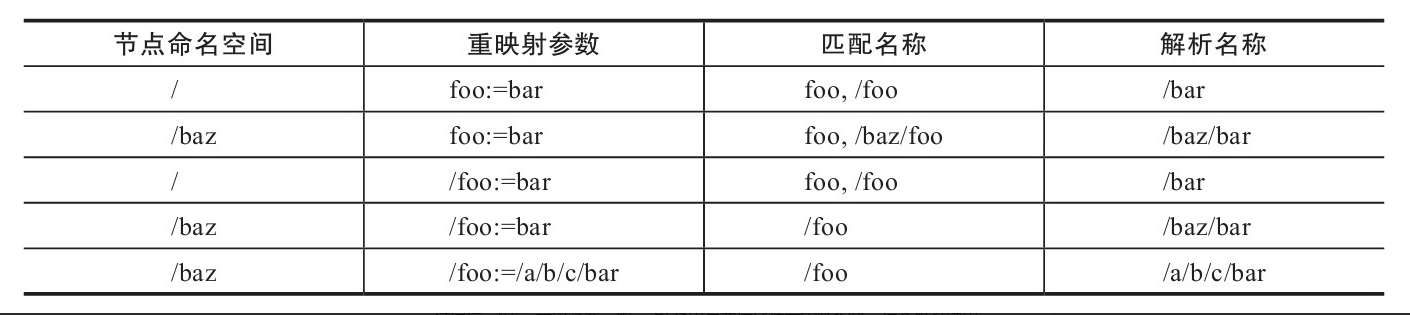 节点命名空间 重映射参数 匹配名称 解析名称
/ foo:=bar foo, /foo /bar
/baz foo:=bar foo, /baz/foo /baz/bar
/ /foo:=bar foo, /foo /bar
/baz /foo:=bar /foo /baz/bar
/baz /foo:=/a/b/c/bar /foo /a/b/c/bar